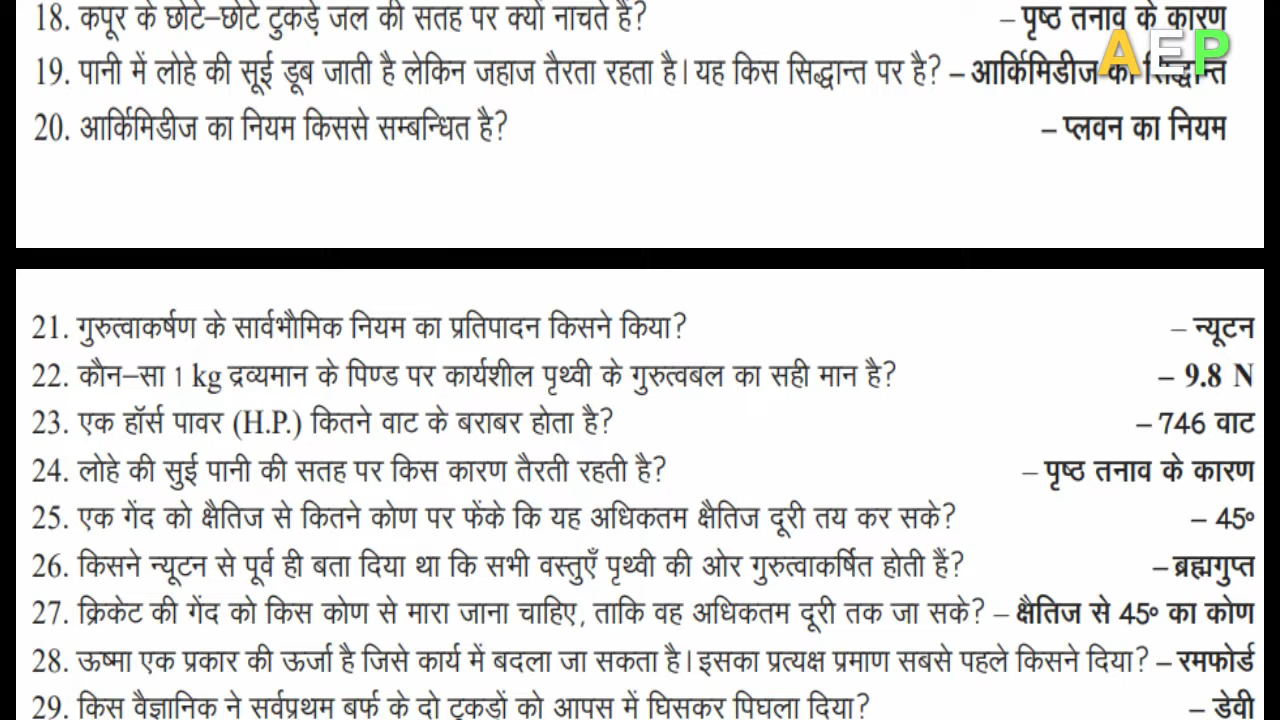 18. कपूर के छोटे-छोटे टुकड़े जल की सतह पर क्यों नाचते हैं? – पृष्ठ तनाव के कारण
AEP
19. पानी में लोहे की सूई डूब जाती है लेकिन जहाज तैरता रहता है। यह किस सिद्धान्त पर है? – आर्किमिडीज का सिद्धान्त
20. आर्किमिडीज का नियम किससे सम्बन्धित है? – प्लवन का नियम
21. गुरुत्वाकर्षण के सार्वभौमिक नियम का प्रतिपादन किसने किया? – न्यूटन
22. कौन-सा 1 kg द्रव्यमान के पिण्ड पर कार्यशील पृथ्वी के गुरुत्वबल का सही मान है? – 9.8 N
23. एक हॉर्स पावर (H.P.) कितने वाट के बराबर होता है? – 746 वाट
24. लोहे की सुई पानी की सतह पर किस कारण तैरती रहती है? – पृष्ठ तनाव के कारण
25. एक गेंद को क्षैतिज से कितने कोण पर फेंके कि यह अधिकतम क्षैतिज दूरी तय कर सके? – 45°
26. किसने न्यूटन से पूर्व ही बता दिया था कि सभी वस्तुएँ पृथ्वी की ओर गुरुत्वाकर्षित होती हैं? – ब्रह्मगुप्त
27. क्रिकेट की गेंद को किस कोण से मारा जाना चाहिए, ताकि वह अधिकतम दूरी तक जा सके? – क्षैतिज से 45° का कोण
28. ऊष्मा एक प्रकार की ऊर्जा है जिसे कार्य में बदला जा सकता है। इसका प्रत्यक्ष प्रमाण सबसे पहले किसने दिया? – रमफोर्ड
29. किस वैज्ञानिक ने सर्वप्रथम बर्फ के दो टुकड़ों को आपस में घिसकर पिघला दिया? – डेवी